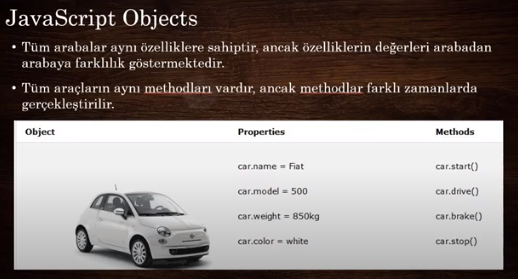 JavaScript Objects
• Tüm arabalar aynı özelliklere sahiptir, ancak özelliklerin değerleri arabadan
arabaya farklılık göstermektedir.
• Tüm araçların aynı methodları vardır, ancak methodlar farklı zamanlarda
gerçekleştirilir.
Object Properties Methods
car.name = Fiat car.start()
car.model = 500 car.drive()
car.weight = 850kg car.brake()
car.color = white car.stop()